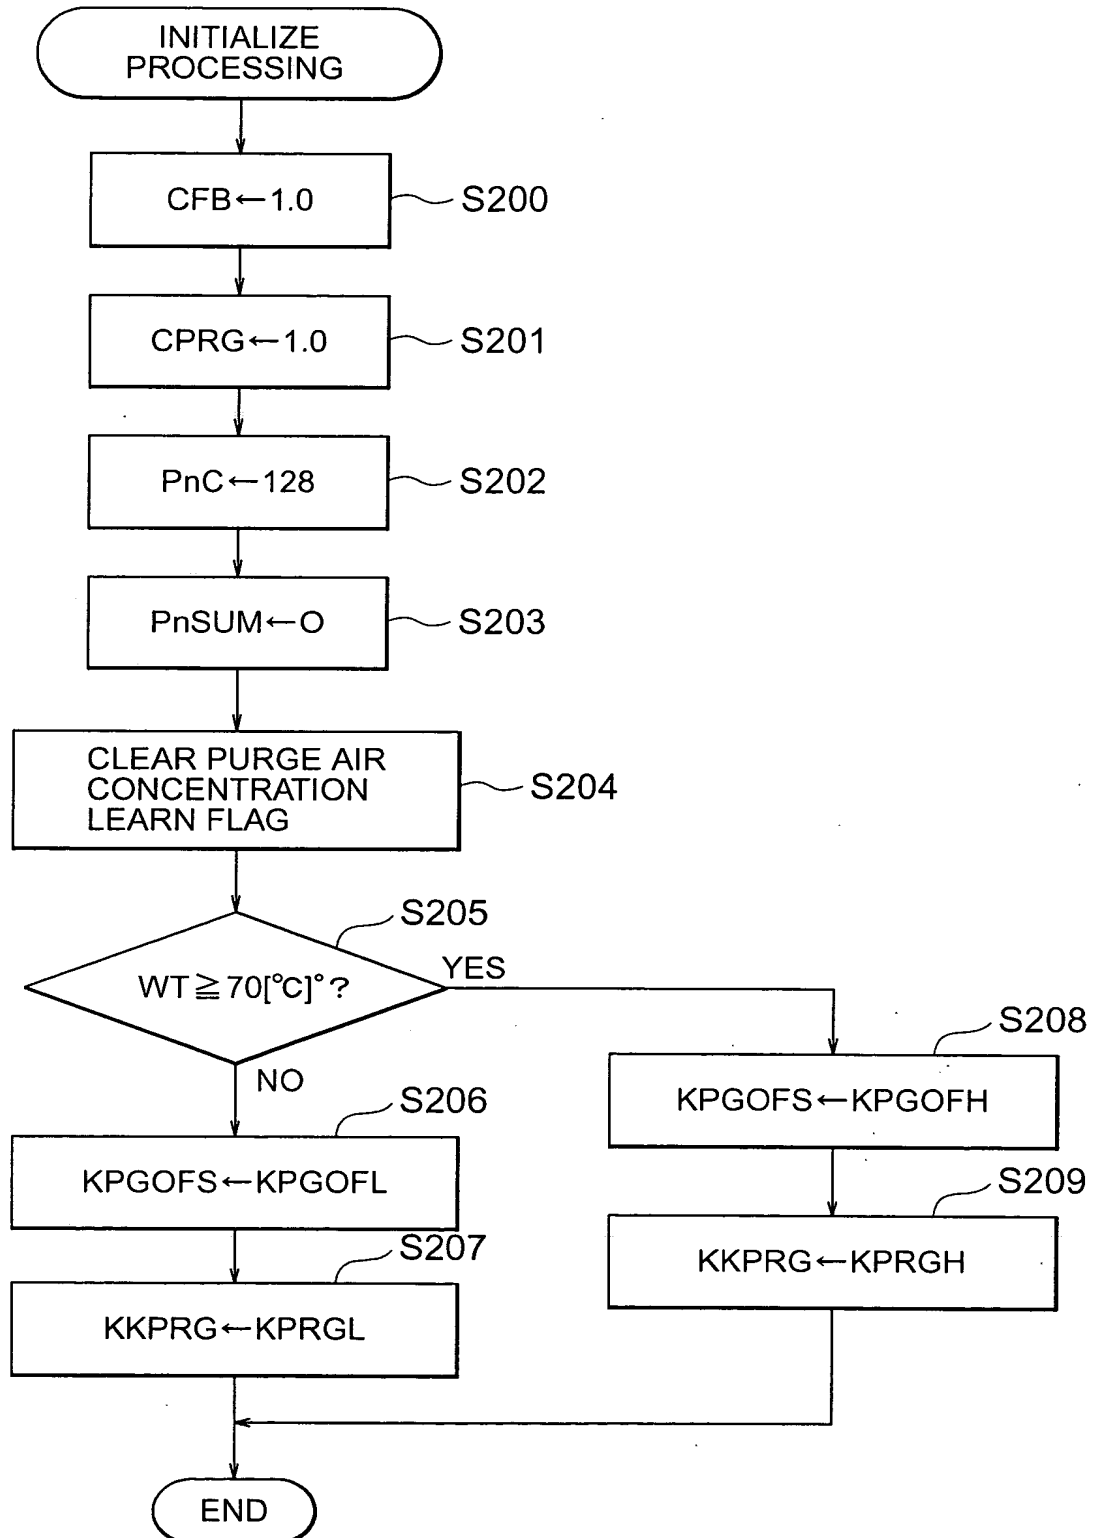 INITIALIZE
PROCESSING
CFB←1.0
S200
CPRG←1.0
S201
PnC←128
S202
PnSUM←O
S203
CLEAR PURGE AIR
CONCENTRATION
LEARN FLAG
S204
S205
WT≧70[℃]°?
YES
NO
S206
KPGOFS←KPGOFL
S207
KKPRG←KPRGL
S208
KPGOFS←KPGOFH
S209
KKPRG←KPRGH
END